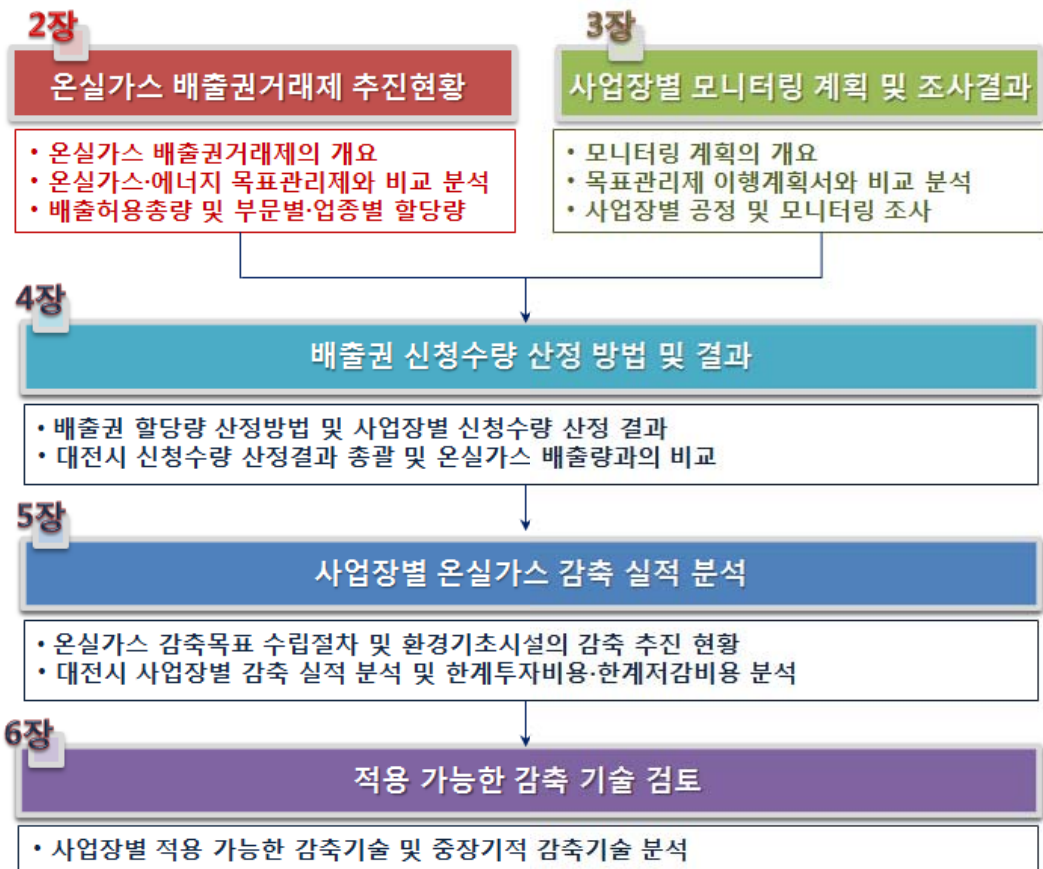 2장
온실가스 배출권거래제 추진현황
• 온실가스 배출권거래제의 개요
• 온실가스·에너지 목표관리제와 비교 분석
• 배출허용총량 및 부문별·업종별 할당량
3장
사업장별 모니터링 계획 및 조사결과
• 모니터링 계획의 개요
• 목표관리제 이행계획서와 비교 분석
• 사업장별 공정 및 모니터링 조사
4장
배출권 신청수량 산정 방법 및 결과
• 배출권 할당량 산정방법 및 사업장별 신청수량 산정 결과
• 대전시 신청수량 산정결과 총괄 및 온실가스 배출량과의 비교
5장
사업장별 온실가스 감축 실적 분석
• 온실가스 감축목표 수립절차 및 환경기초시설의 감축 추진 현황
• 대전시 사업장별 감축 실적 분석 및 한계투자비용·한계저감비용 분석
6장
적용 가능한 감축 기술 검토
• 사업장별 적용 가능한 감축기술 및 중장기적 감축기술 분석